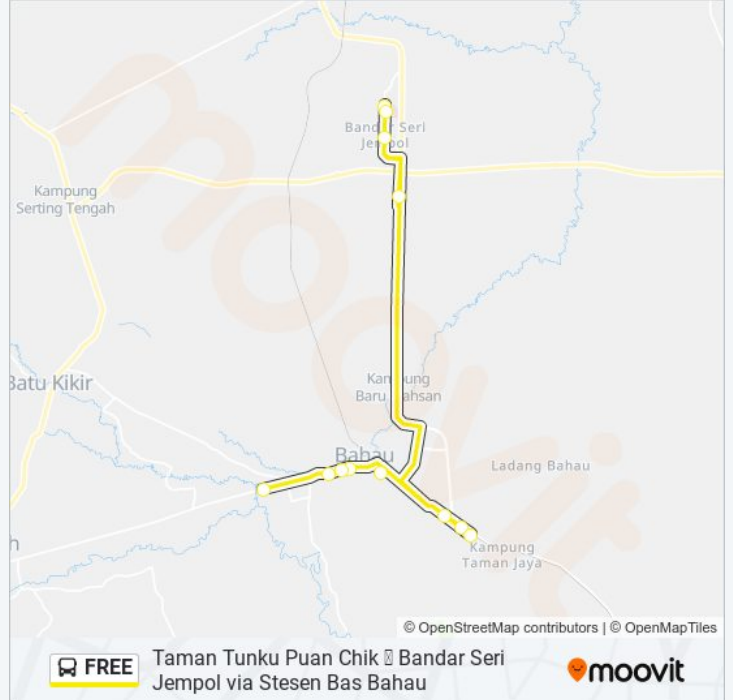 Bandar Seri
Jempol
Kampung
Serting Tengah
Batu Kikir
Kampung
Baru Bahsan
Bahau
Ladang Bahau
Kampung
Taman Jaya
h
moovit
© OpenStreetMap contributors | © OpenMapTiles
FREE
Taman Tunku Puan Chik ⍰ Bandar Seri
Jempol via Stesen Bas Bahau
moovit